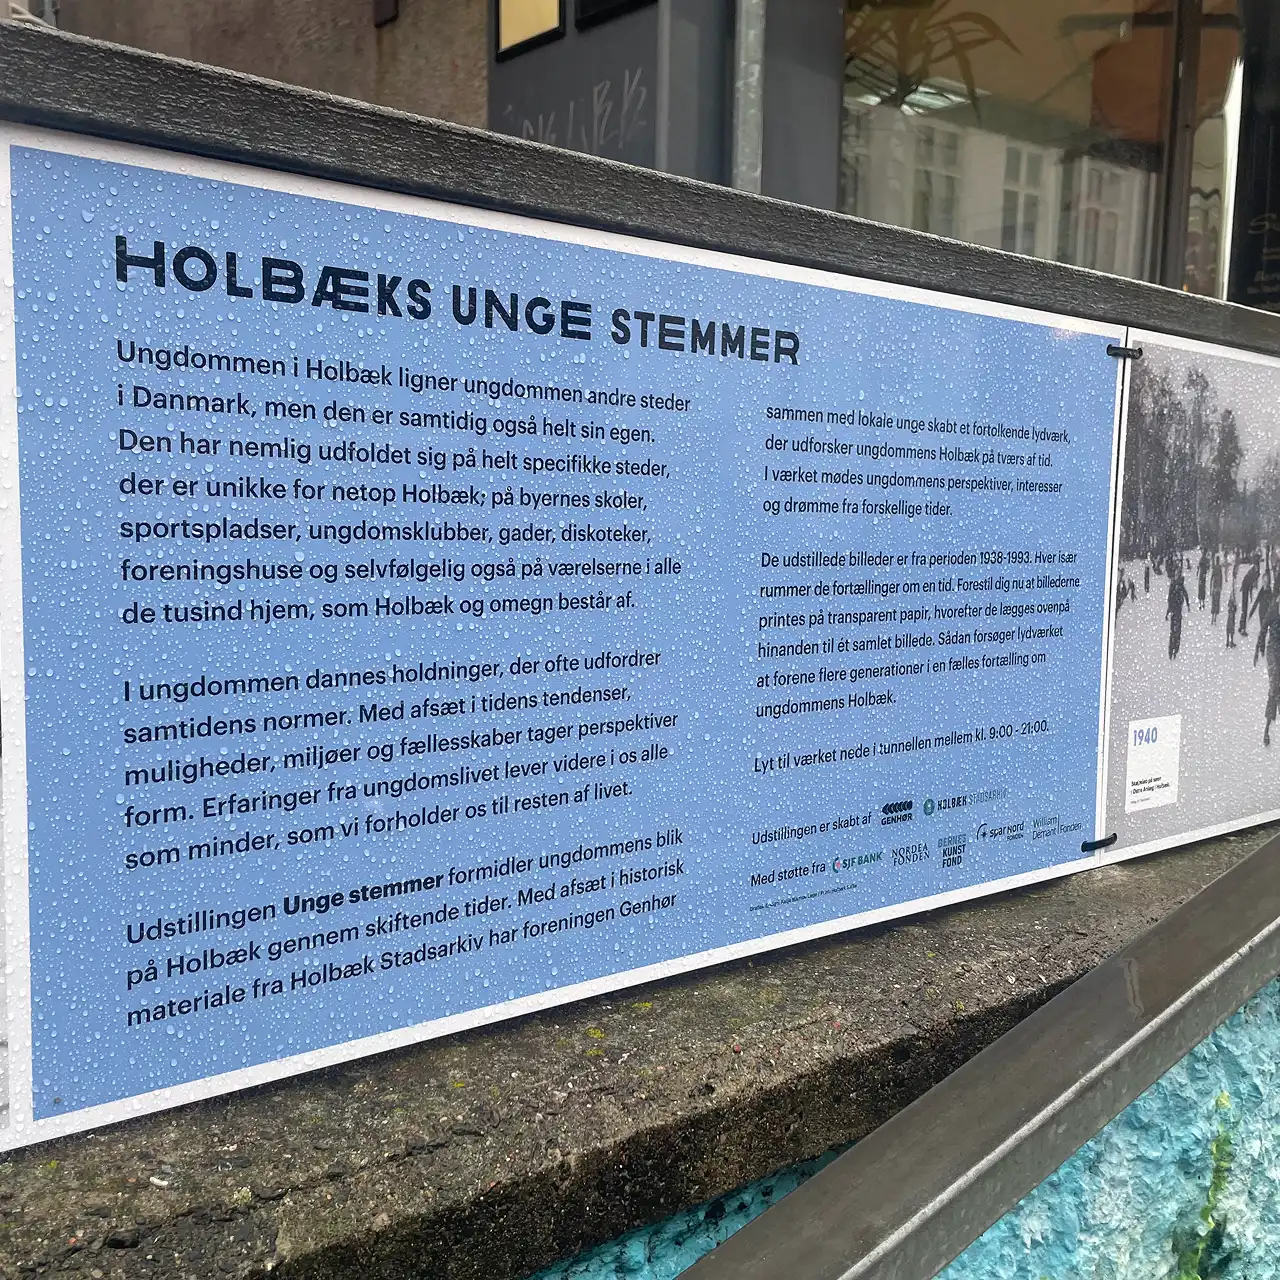 HOLBÆKS UNGE STEMMER
Ungdommen i Holbæk ligner ungdommen andre steder
i Danmark, men den er samtidig også helt sin egen.
Den har nemlig udfoldet sig på helt specifikke steder,
der er unikke for netop Holbæk; på byernes skoler,
sportspladser, ungdomsklubber, gader, diskoteker,
foreningshuse og selvfølgelig også på værelserne i alle
de tusind hjem, som Holbæk og omegn består af.
I ungdommen dannes holdninger, der ofte udfordrer
samtidens normer. Med afsæt i tidens tendenser,
muligheder, miljøer og fællesskaber tager perspektiver
form. Erfaringer fra ungdomslivet lever videre i os alle
som minder, som vi forholder os til resten af livet.
Udstillingen Unge stemmer formidler ungdommens blik
på Holbæk gennem skiftende tider. Med afsæt i historisk
materiale fra Holbæk Stadsarkiv har foreningen Genhør
sammen med lokale unge skabt et fortolkende lydværk,
der udforsker ungdommens Holbæk på tværs af tid.
I værket mødes ungdommens perspektiver, interesser
og drømme fra forskellige tider.
De udstillede billeder er fra perioden 1938-1993. Hver især
rummer de fortællinger om en tid. Forestil dig nu at billederne
printes på transparent papir, hvorefter de lægges ovenpå
hinanden til ét samlet billede. Sådan forsøger lydværket
at forene flere generationer i en fælles fortælling om
ungdommens Holbæk.
Lyt til værket nede i tunnellen mellem kl. 9:00 - 21:00.
Udstillingen er skabt af GENHØR HOLBÆK STADSARKIV
Med støtte fra SJF BANK NORDEA FONDEN STATENS KUNSTFOND spar Nord FONDEN William Demant Fonden
1940